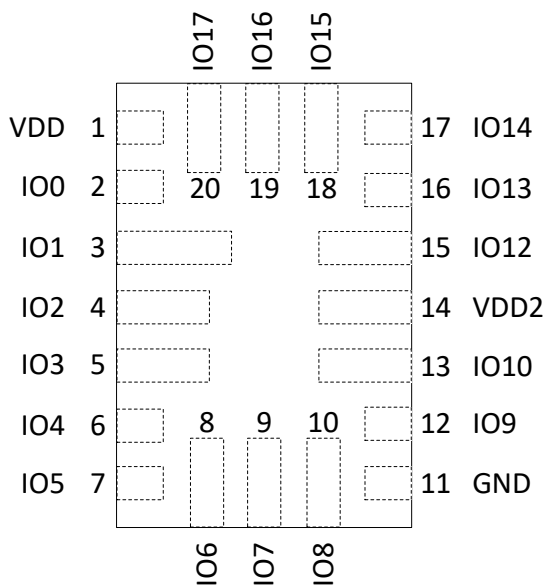 IO17 IO16 IO15
VDD 1 17 IO14
IO0 2 20 19 18 16 IO13
IO1 3 15 IO12
IO2 4 14 VDD2
IO3 5 13 IO10
IO4 6 8 9 10 12 IO9
IO5 7 11 GND
IO6 IO7 IO8